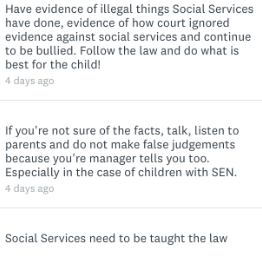 Have evidence of illegal things Social Services
have done, evidence of how court ignored
evidence against social services and continue
to be bullied. Follow the law and do what is
best for the child!
4 days ago
If you're not sure of the facts, talk, listen to
parents and do not make false judgements
because you're manager tells you too.
Especially in the case of children with SEN.
4 days ago
Social Services need to be taught the law